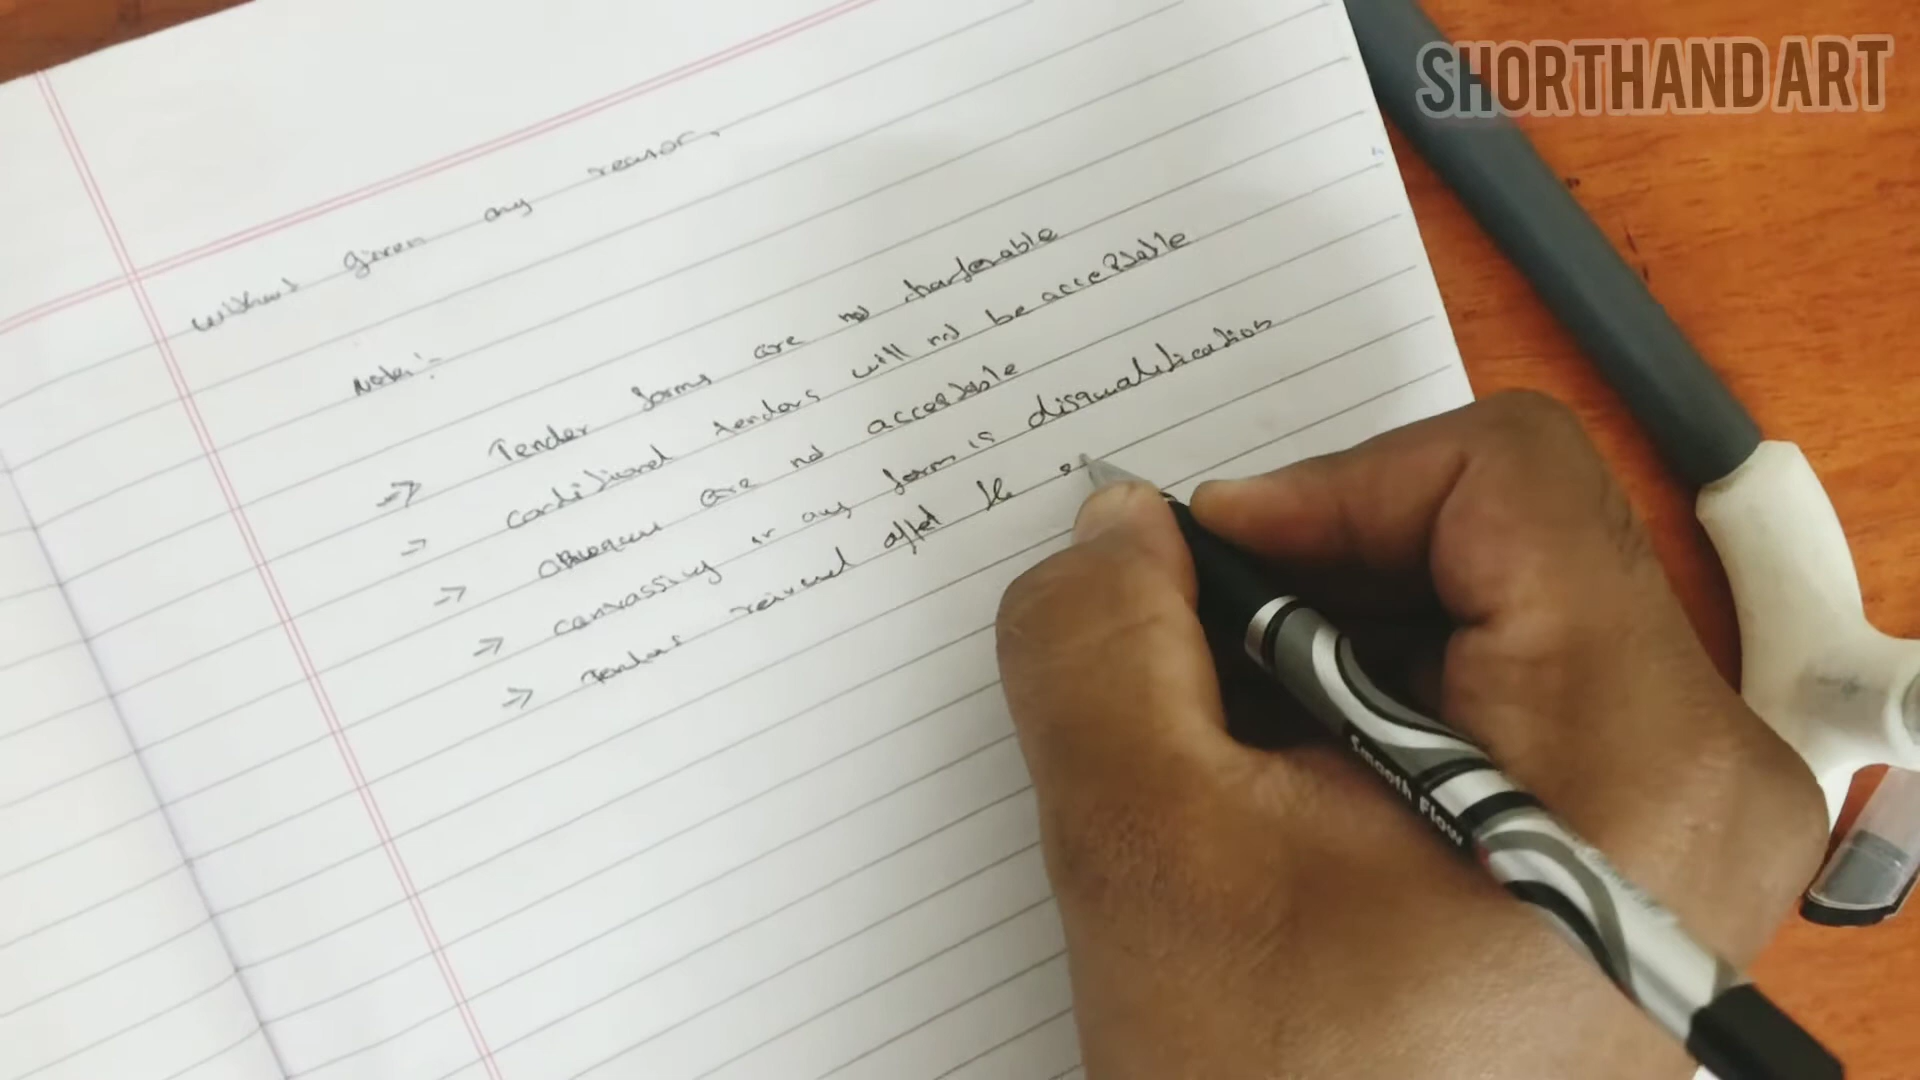 SHORTHAND ART
without given any reason,
Note:-
→ Tender forms are not transferable
→ conditional tenders will not be acceptable
→ cheques are not acceptable
→ canvassing in any form is disqualification
→ Tenders received after the s
Smooth Flow